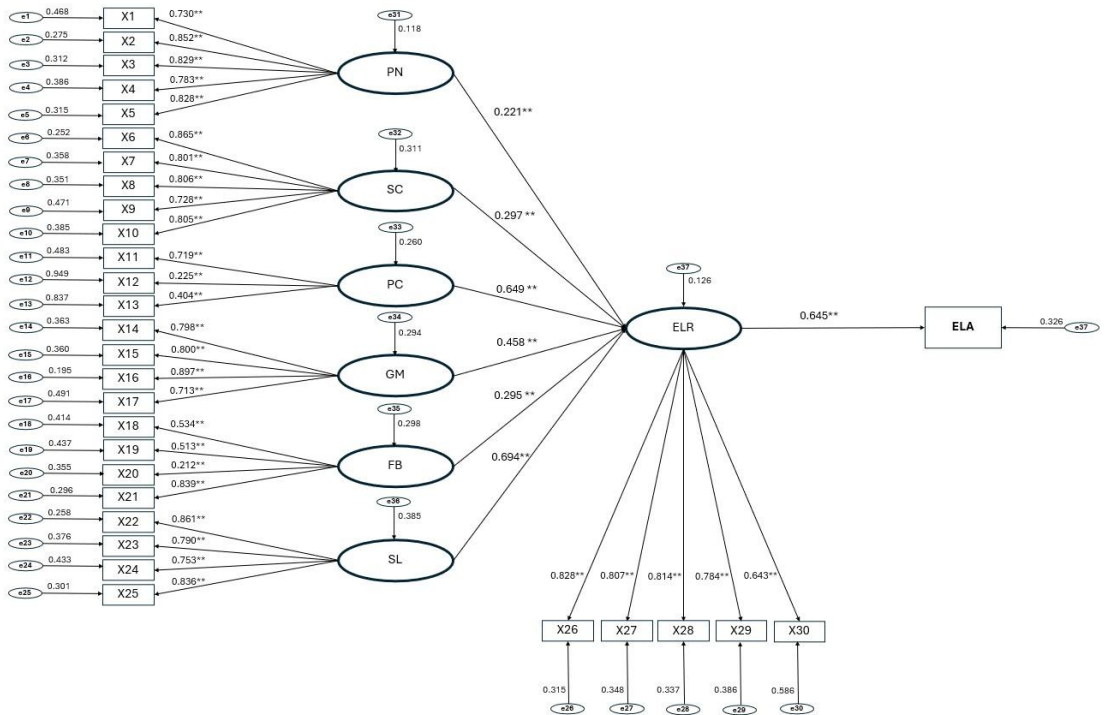 e1 0.468 X1 0.730**
e2 0.275 X2 0.852**
e3 0.312 X3 0.829**
e4 0.386 X4 0.783**
e5 0.315 X5 0.828**
e31 0.118 PN 0.221**
e6 0.252 X6 0.865**
e7 0.358 X7 0.801**
e8 0.351 X8 0.806**
e9 0.471 X9 0.728**
e10 0.385 X10 0.805**
e32 0.311 SC 0.297 **
e11 0.483 X11 0.719**
e12 0.949 X12 0.225**
e13 0.837 X13 0.404**
e33 0.260 PC 0.649 **
e14 0.363 X14 0.798**
e15 0.360 X15 0.800**
e16 0.195 X16 0.897**
e17 0.491 X17 0.713**
e34 0.294 GM 0.458 **
e18 0.414 X18 0.534**
e19 0.437 X19 0.513**
e20 0.355 X20 0.212**
e21 0.296 X21 0.839**
e35 0.298 FB 0.295 **
e22 0.258 X22 0.861**
e23 0.376 X23 0.790**
e24 0.433 X24 0.753**
e25 0.301 X25 0.836**
e36 0.385 SL 0.694**
e37 0.126 ELR 0.645** ELA 0.326 e37
0.828** 0.807** 0.814** 0.784** 0.643**
X26 X27 X28 X29 X30
0.315 0.348 0.337 0.386 0.586
e26 e27 e28 e29 e30